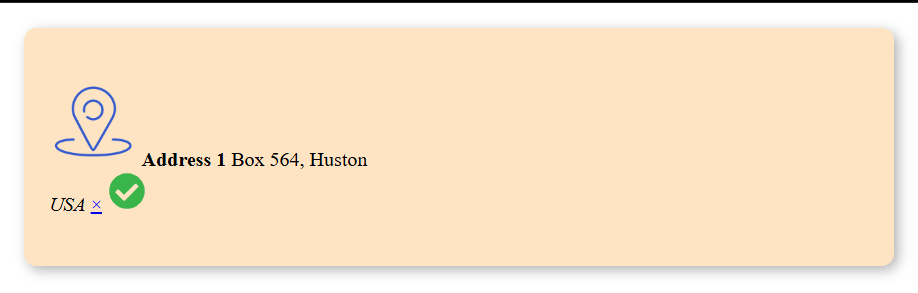 Address 1 Box 564, Huston
USA ×